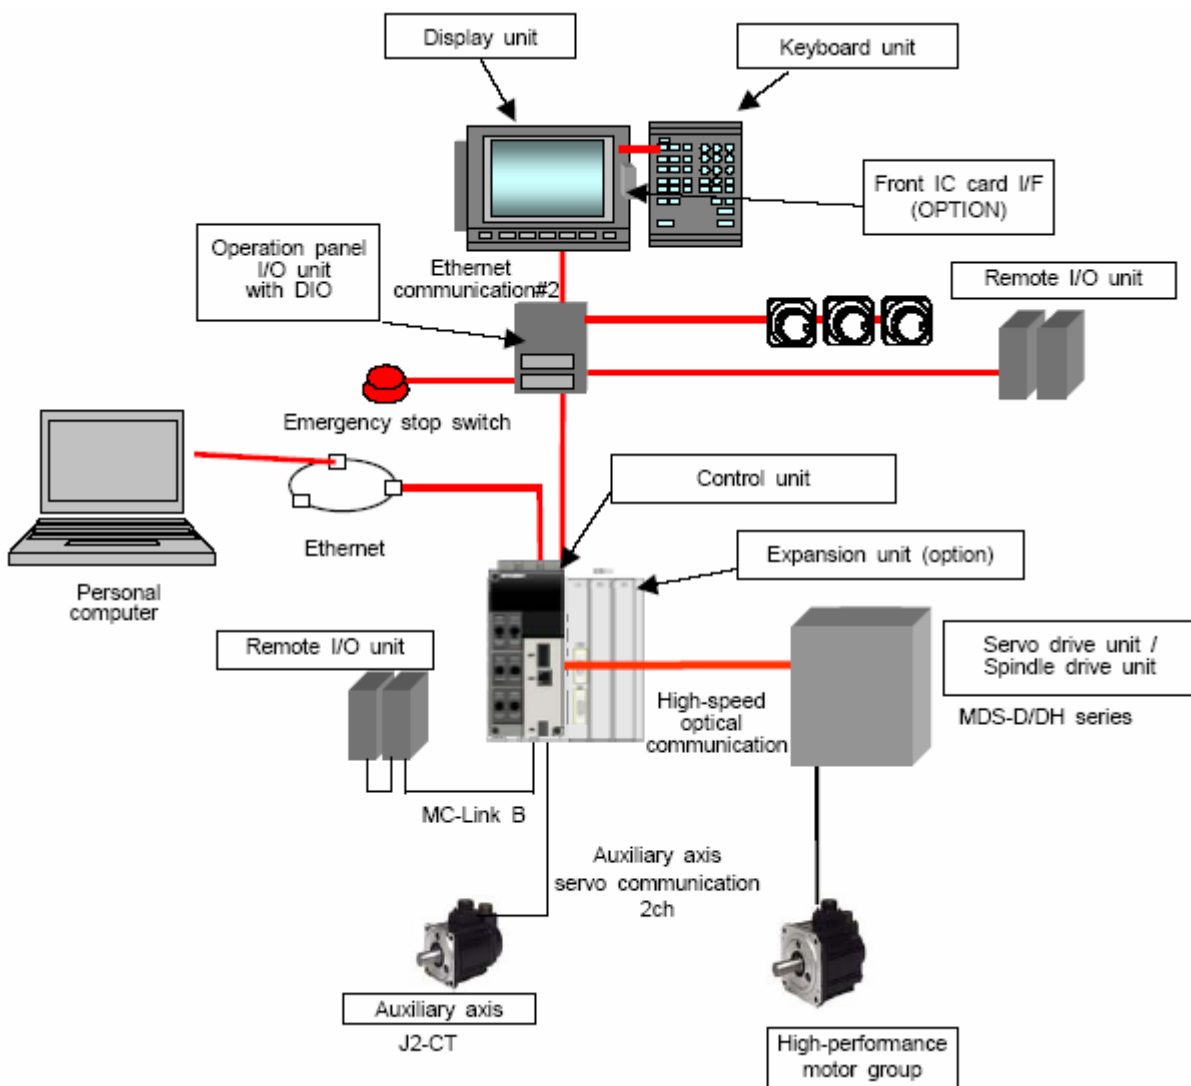 Display unit
Keyboard unit
Front IC card I/F
(OPTION)
Operation panel
I/O unit
with DIO
Ethernet
communication#2
Remote I/O unit
Emergency stop switch
Control unit
Ethernet
Expansion unit (option)
Personal
computer
Remote I/O unit
Servo drive unit /
Spindle drive unit
High-speed
optical
communication
MDS-D/DH series
MC-Link B
Auxiliary axis
servo communication
2ch
Auxiliary axis
J2-CT
High-performance
motor group